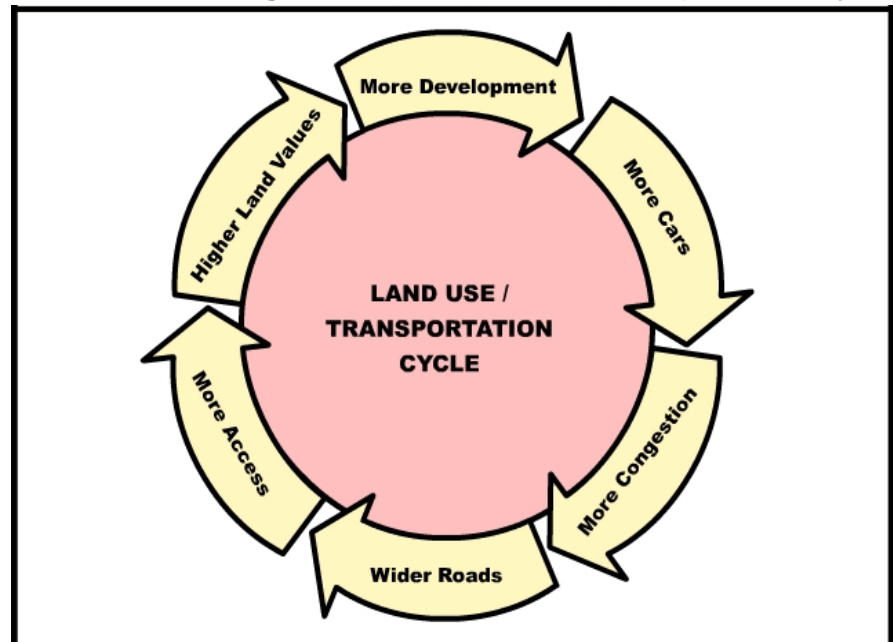 More Development
More Cars
More Congestion
Wider Roads
More Access
Higher Land Values
LAND USE /
TRANSPORTATION
CYCLE